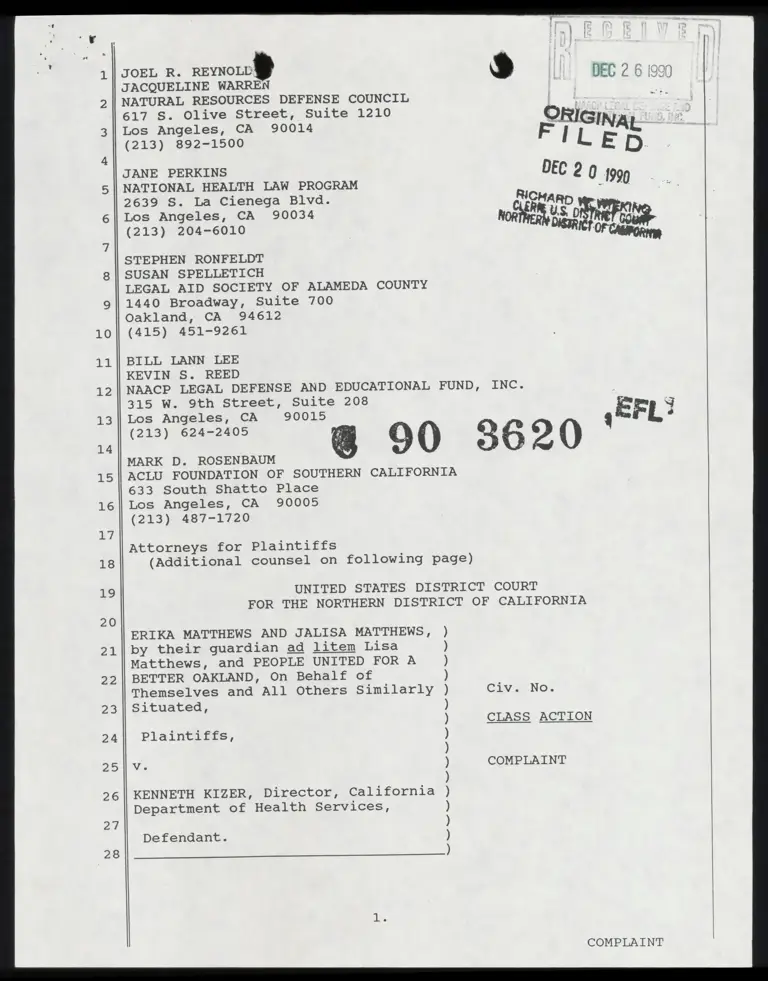 RECEIVED
DEC 26 1990
ORIGINAL
FILED
DEC 20 1990
RICHARD W. WIEKING
CLERK, U.S. DISTRICT COURT
NORTHERN DISTRICT OF CALIFORNIA
1 JOEL R. REYNOLD
JACQUELINE WARREN
2 NATURAL RESOURCES DEFENSE COUNCIL
617 S. Olive Street, Suite 1210
3 Los Angeles, CA 90014
(213) 892-1500
4
JANE PERKINS
5 NATIONAL HEALTH LAW PROGRAM
2639 S. La Cienega Blvd.
6 Los Angeles, CA 90034
(213) 204-6010
7
STEPHEN RONFELDT
8 SUSAN SPELLETICH
LEGAL AID SOCIETY OF ALAMEDA COUNTY
9 1440 Broadway, Suite 700
Oakland, CA 94612
10 (415) 451-9261
11 BILL LANN LEE
KEVIN S. REED
12 NAACP LEGAL DEFENSE AND EDUCATIONAL FUND, INC.
315 W. 9th Street, Suite 208
13 Los Angeles, CA 90015
(213) 624-2405
90 3620
EFL
14
MARK D. ROSENBAUM
15 ACLU FOUNDATION OF SOUTHERN CALIFORNIA
633 South Shatto Place
16 Los Angeles, CA 90005
(213) 487-1720
17
Attorneys for Plaintiffs
18 (Additional counsel on following page)
19 UNITED STATES DISTRICT COURT
FOR THE NORTHERN DISTRICT OF CALIFORNIA
20
ERIKA MATTHEWS AND JALISA MATTHEWS, )
21 by their guardian ad litem Lisa )
Matthews, and PEOPLE UNITED FOR A )
22 BETTER OAKLAND, On Behalf of )
Themselves and All Others Similarly ) Civ. No.
23 Situated, )
) CLASS ACTION
24 Plaintiffs, )
)
25 v. ) COMPLAINT
)
26 KENNETH KIZER, Director, California )
Department of Health Services, )
27 )
Defendant. )
28 )
1.
COMPLAINT